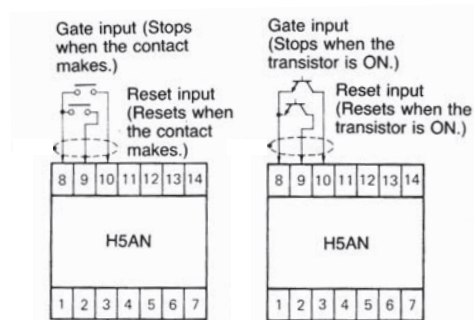 Gate input (Stops
when the contact
makes.)
Reset input
(Resets when
the contact
makes.)
8 9 10 11 12 13 14
H5AN
1 2 3 4 5 6 7
Gate input
(Stops when the
transistor is ON.)
Reset input
(Resets when the
transistor is ON.)
8 9 10 11 12 13 14
H5AN
1 2 3 4 5 6 7